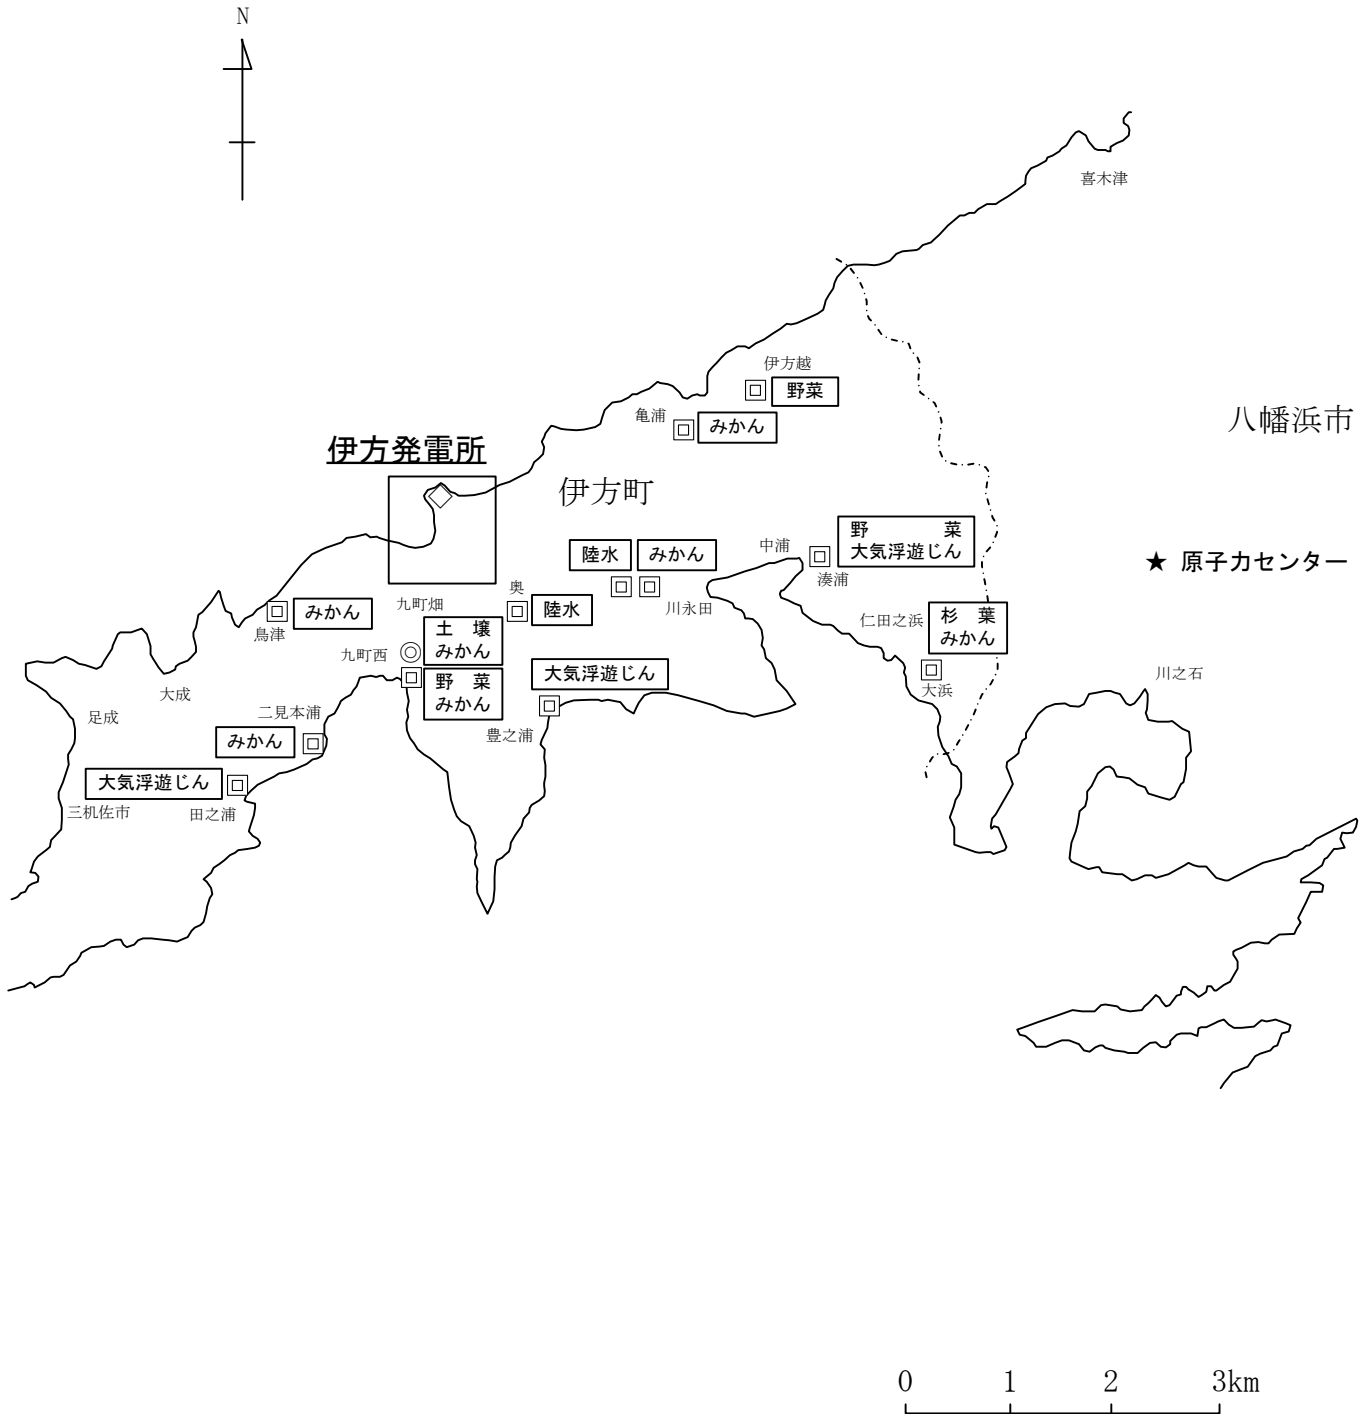 N
喜木津
伊方越
野菜
亀浦
みかん
八幡浜市
伊方発電所
伊方町
野　菜
大気浮遊じん
中浦
湊浦
陸水
みかん
★ 原子力センター
川永田
奥
陸水
九町畑
鳥津
みかん
土　壌
みかん
九町西
野　菜
みかん
仁田之浜
杉　葉
みかん
大浜
川之石
大気浮遊じん
豊之浦
大成
足成
二見本浦
みかん
大気浮遊じん
三机佐市
田之浦
0 1 2 3km